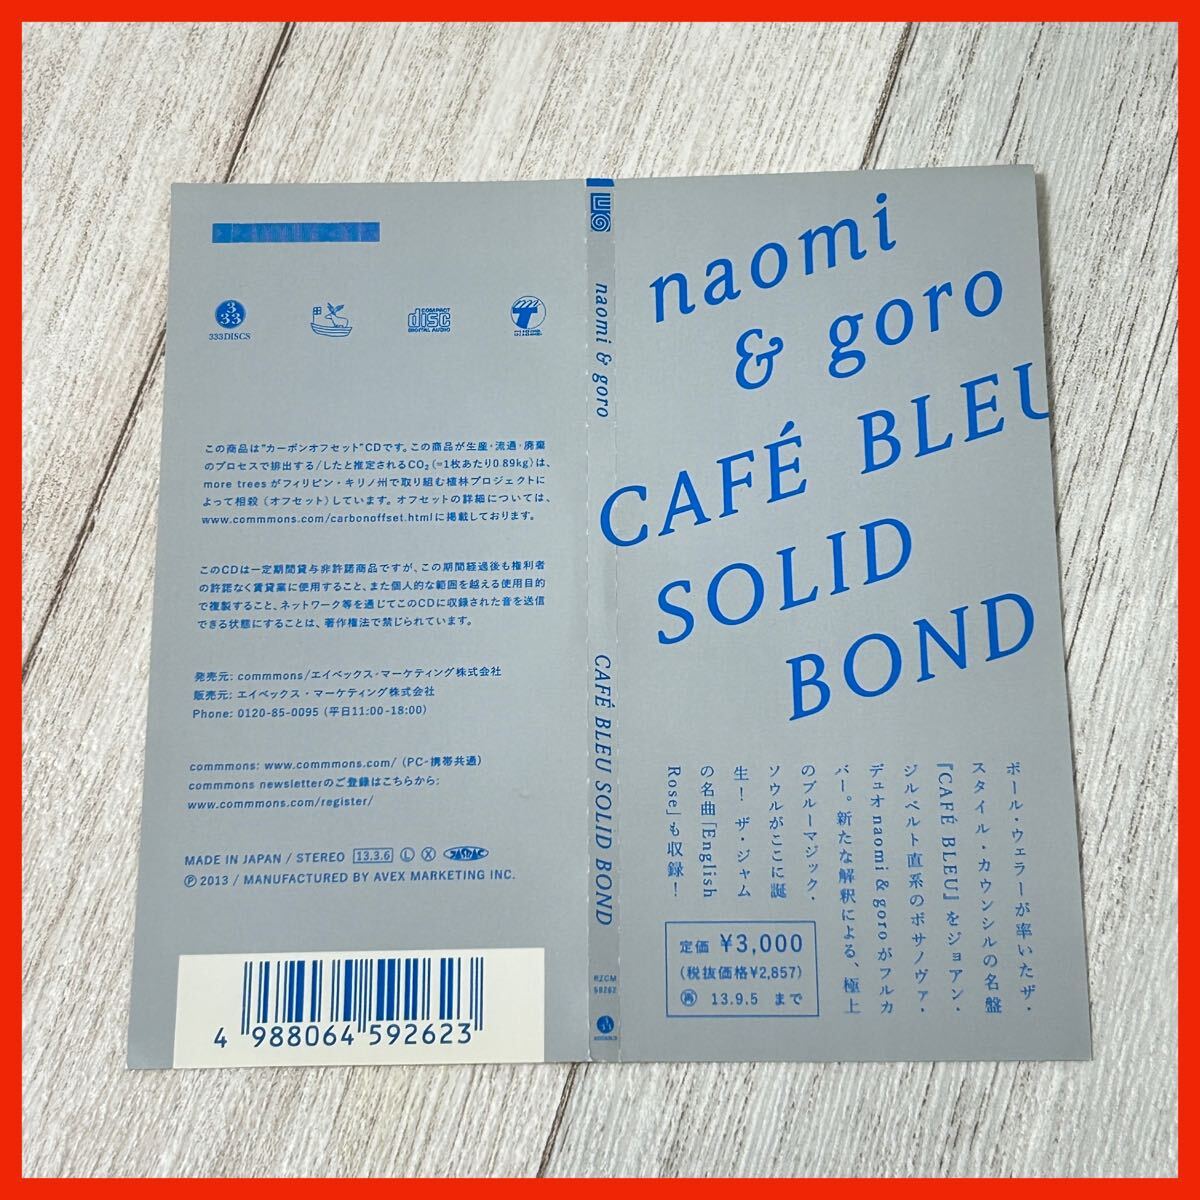 333DISCS
COMPACT
disc
DIGITAL AUDIO
この商品は"カーボンオフセット"CDです。この商品が生産・流通・廃棄
のプロセスで排出する/したと推定されるCO₂(=1枚あたり0.89kg)は、
more treesがフィリピン・キリノ州で取り組む植林プロジェクトに
よって相殺(オフセット)しています。オフセットの詳細については、
www.commmons.com/carbonoffset.htmlに掲載しております。
このCDは一定期間貸与非許諾商品ですが、この期間経過後も権利者
の許諾なく賃貸業に使用すること、また個人的な範囲を越える使用目的
で複製すること、ネットワーク等を通じてこのCDに収録された音を送信
できる状態にすることは、著作権法で禁じられています。
発売元: commmons/エイベックス・マーケティング株式会社
販売元: エイベックス・マーケティング株式会社
Phone: 0120-85-0095 (平日11:00-18:00)
commmons: www.commmons.com/ (PC・携帯共通)
commmons newsletterのご登録はこちらから:
www.commmons.com/register/
MADE IN JAPAN / STEREO 13.3.6 Ⓛ Ⓧ JASRAC
Ⓟ 2013 / MANUFACTURED BY AVEX MARKETING INC.
4 988064 592623
naomi & goro
CAFÉ BLEU SOLID BOND
RZCM
59262
naomi
& goro
CAFÉ BLEU
SOLID
BOND
ポール・ウェラーが率いたザ・
スタイル・カウンシルの名盤
『CAFÉ BLEU』をジョアン・
ジルベルト直系のボサノヴァ・
デュオ naomi & goro がフルカ
バー。新たな解釈による、極上
のブルーマジック・
ソウルがここに誕
生! ザ・ジャム
の名曲「English
Rose」も収録!
定価 ¥3,000
(税抜価格¥2,857)
再 13.9.5 まで